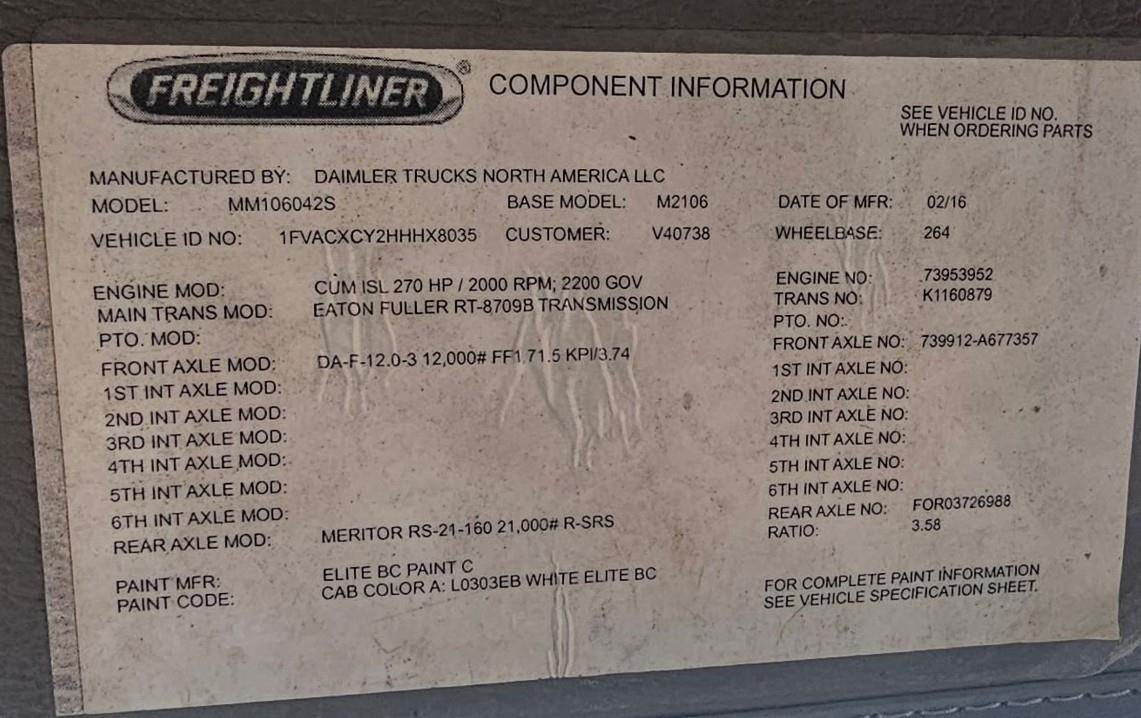 FREIGHTLINER® COMPONENT INFORMATION
SEE VEHICLE ID NO.
WHEN ORDERING PARTS
MANUFACTURED BY: DAIMLER TRUCKS NORTH AMERICA LLC
MODEL: MM106042S BASE MODEL: M2106 DATE OF MFR: 02/16
VEHICLE ID NO: 1FVACXCY2HHHX8035 CUSTOMER: V40738 WHEELBASE: 264
ENGINE MOD: CUM ISL 270 HP / 2000 RPM; 2200 GOV ENGINE NO: 73953952
MAIN TRANS MOD: EATON FULLER RT-8709B TRANSMISSION TRANS NO: K1160879
PTO. MOD: PTO. NO:
FRONT AXLE MOD: DA-F-12.0-3 12,000# FF1 71.5 KPI/3.74 FRONT AXLE NO: 739912-A677357
1ST INT AXLE MOD: 1ST INT AXLE NO:
2ND INT AXLE MOD: 2ND INT AXLE NO:
3RD INT AXLE MOD: 3RD INT AXLE NO:
4TH INT AXLE MOD: 4TH INT AXLE NO:
5TH INT AXLE MOD: 5TH INT AXLE NO:
6TH INT AXLE MOD: 6TH INT AXLE NO:
REAR AXLE MOD: MERITOR RS-21-160 21,000# R-SRS REAR AXLE NO: FOR03726988
RATIO: 3.58
PAINT MFR: ELITE BC PAINT C
PAINT CODE: CAB COLOR A: L0303EB WHITE ELITE BC
FOR COMPLETE PAINT INFORMATION
SEE VEHICLE SPECIFICATION SHEET.